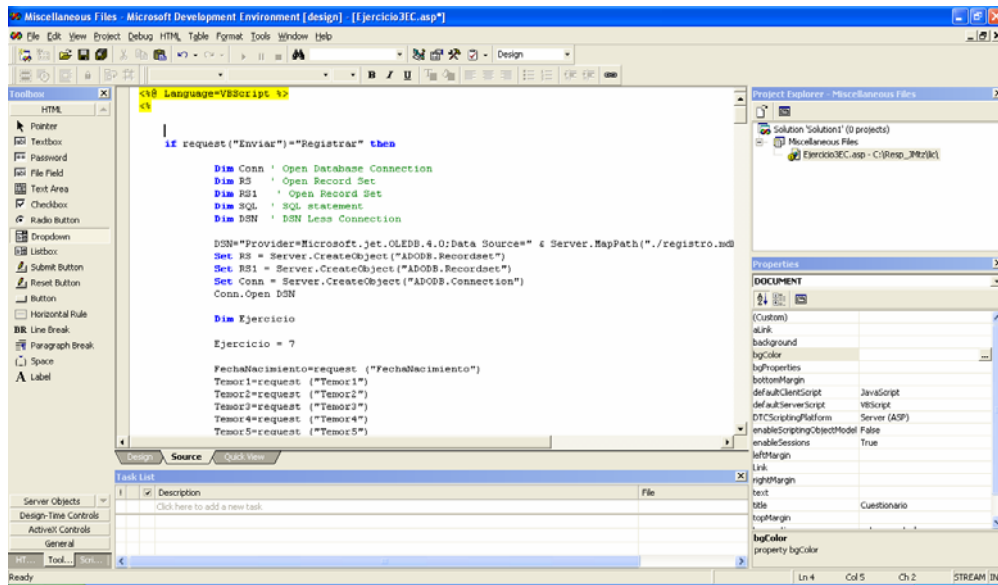 Miscellaneous Files - Microsoft Development Environment [design] - [Ejercicio3EC.asp*]
File Edit View Project Debug HTML Table Format Tools Window Help
Design
B I U
Toolbox
HTML
Pointer
Textbox
Password
File Field
Text Area
Checkbox
Radio Button
Dropdown
Listbox
Submit Button
Reset Button
Button
Horizontal Rule
BR Line Break
Paragraph Break
Space
A Label
Server Objects
Design-Time Controls
ActiveX Controls
General
HT... Tool... Scri...
<%@ Language=VBScript %>
<%
if request("Enviar")="Registrar" then
Dim Conn ' Open Database Connection
Dim RS ' Open Record Set
Dim RS1 ' Open Record Set
Dim SQL ' SQL statement
Dim DSN ' DSN Less Connection
DSN="Provider=Microsoft.jet.OLEDB.4.0;Data Source=" & Server.MapPath("./registro.md
Set RS = Server.CreateObject("ADODB.Recordset")
Set RS1 = Server.CreateObject("ADODB.Recordset")
Set Conn = Server.CreateObject("ADODB.Connection")
Conn.Open DSN
Dim Ejercicio
Ejercicio = 7
FechaNacimiento=request ("FechaNacimiento")
Temor1=request ("Temor1")
Temor2=request ("Temor2")
Temor3=request ("Temor3")
Temor4=request ("Temor4")
Temor5=request ("Temor5")
Design Source Quick View
Task List
! Description File
Click here to add a new task
Project Explorer - Miscellaneous Files
Solution 'Solution1' (0 projects)
Miscellaneous Files
Ejercicio3EC.asp - C:\Resp_JMtz\lic\
Properties
DOCUMENT
(Custom)
aLink
background
bgColor ...
bgProperties
bottomMargin
defaultClientScript JavaScript
defaultServerScript VBScript
DTCScriptingPlatform Server (ASP)
enableScriptingObjectModel False
enableSessions True
leftMargin
Link
rightMargin
text
title Cuestionario
topMargin
bgColor
property bgColor
Ready Ln 4 Col 5 Ch 2 STREAM IN